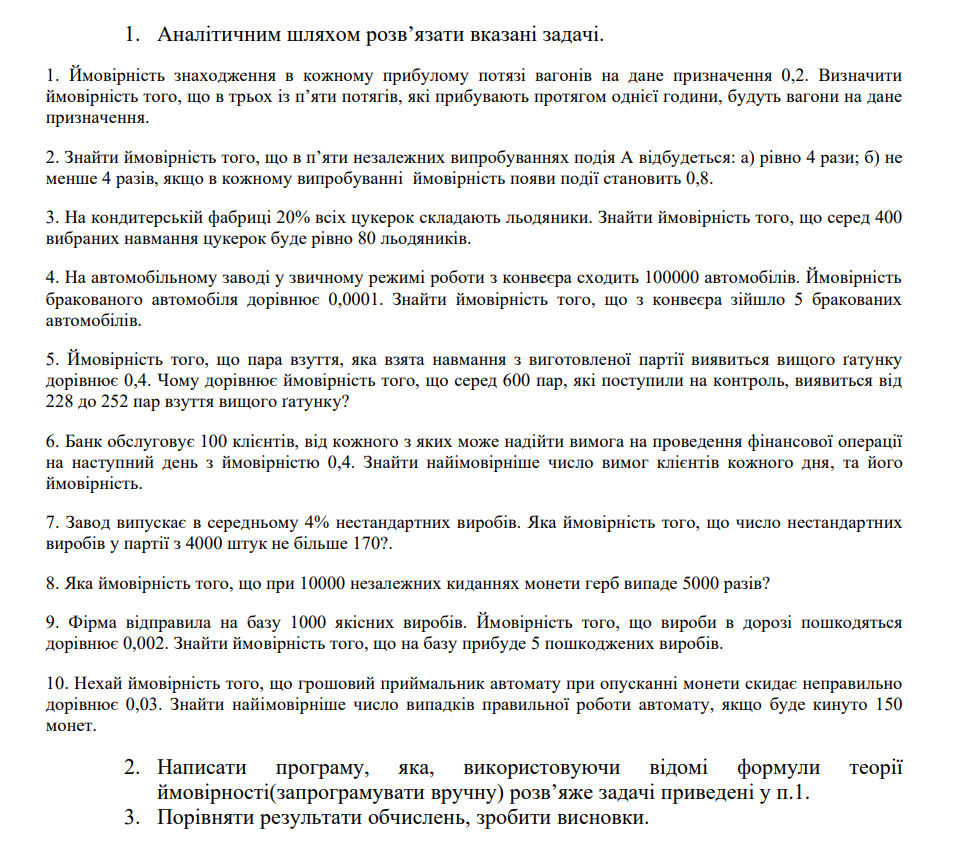 1. Аналітичним шляхом розв’язати вказані задачі.
1. Ймовірність знаходження в кожному прибулому потязі вагонів на дане призначення 0,2. Визначити
ймовірність того, що в трьох із п’яти потягів, які прибувають протягом однієї години, будуть вагони на дане
призначення.
2. Знайти ймовірність того, що в п’яти незалежних випробуваннях подія А відбудеться: а) рівно 4 рази; б) не
менше 4 разів, якщо в кожному випробуванні ймовірність появи події становить 0,8.
3. На кондитерській фабриці 20% всіх цукерок складають льодяники. Знайти ймовірність того, що серед 400
вибраних навмання цукерок буде рівно 80 льодяників.
4. На автомобільному заводі у звичному режимі роботи з конвеєра сходить 100000 автомобілів. Ймовірність
бракованого автомобіля дорівнює 0,0001. Знайти ймовірність того, що з конвеєра зійшло 5 бракованих
автомобілів.
5. Ймовірність того, що пара взуття, яка взята навмання з виготовленої партії виявиться вищого ґатунку
дорівнює 0,4. Чому дорівнює ймовірність того, що серед 600 пар, які поступили на контроль, виявиться від
228 до 252 пар взуття вищого ґатунку?
6. Банк обслуговує 100 клієнтів, від кожного з яких може надійти вимога на проведення фінансової операції
на наступний день з ймовірністю 0,4. Знайти найімовірніше число вимог клієнтів кожного дня, та його
ймовірність.
7. Завод випускає в середньому 4% нестандартних виробів. Яка ймовірність того, що число нестандартних
виробів у партії з 4000 штук не більше 170?.
8. Яка ймовірність того, що при 10000 незалежних киданнях монети герб випаде 5000 разів?
9. Фірма відправила на базу 1000 якісних виробів. Ймовірність того, що вироби в дорозі пошкодяться
дорівнює 0,002. Знайти ймовірність того, що на базу прибуде 5 пошкоджених виробів.
10. Нехай ймовірність того, що грошовий приймальник автомату при опусканні монети скидає неправильно
дорівнює 0,03. Знайти найімовірніше число випадків правильної роботи автомату, якщо буде кинуто 150
монет.
2. Написати програму, яка, використовуючи відомі формули теорії
ймовірності(запрограмувати вручну) розв’яже задачі приведені у п.1.
3. Порівняти результати обчислень, зробити висновки.